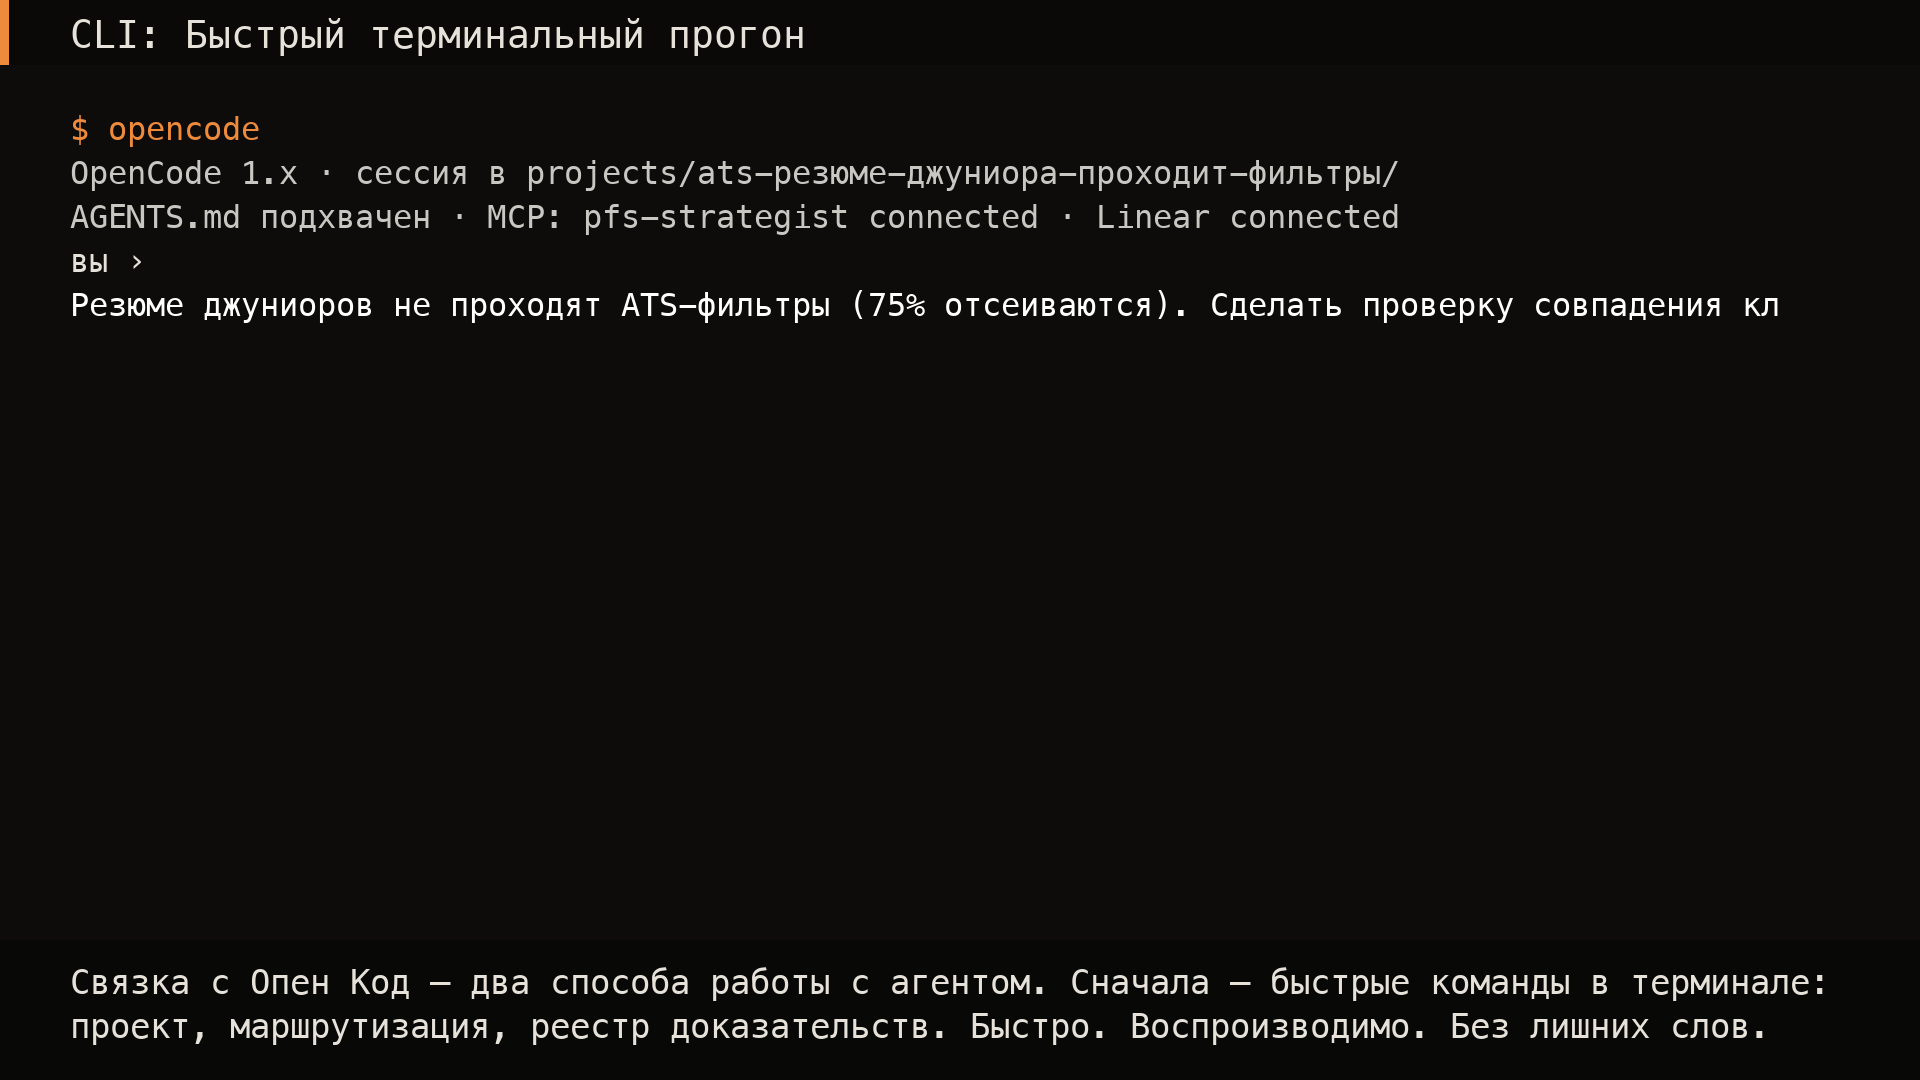 CLI: Быстрый терминальный прогон
$ opencode
OpenCode 1.x · сессия в projects/ats-резюме-джуниора-проходит-фильтры/
AGENTS.md подхвачен · MCP: pfs-strategist connected · Linear connected
вы ›
Резюме джуниоров не проходят ATS-фильтры (75% отсеиваются). Сделать проверку совпадения кл
Связка с Опен Код — два способа работы с агентом. Сначала — быстрые команды в терминале:
проект, маршрутизация, реестр доказательств. Быстро. Воспроизводимо. Без лишних слов.